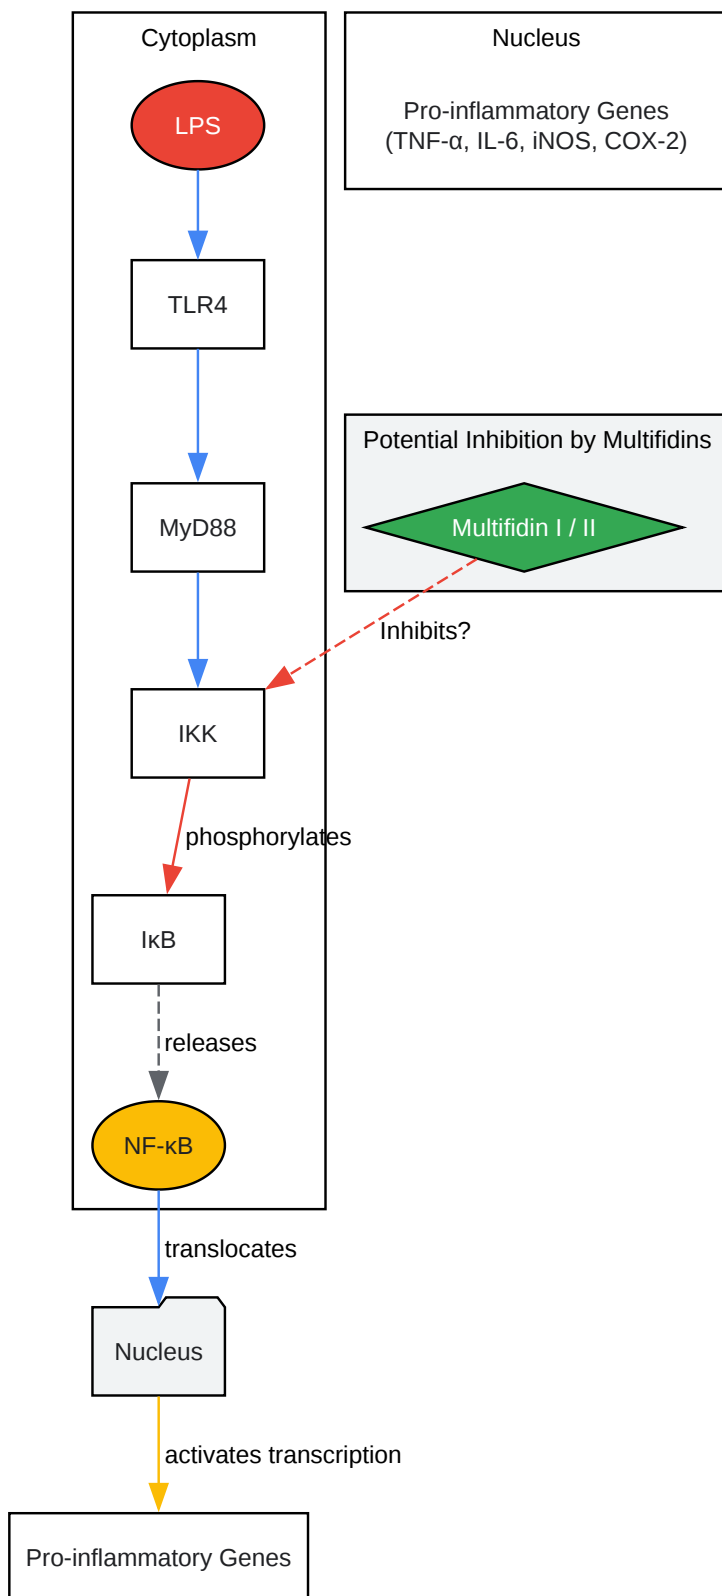 Cytoplasm
LPS
TLR4
MyD88
IKK
phosphorylates
IκB
releases
NF-κB
translocates
Nucleus
activates transcription
Pro-inflammatory Genes
Nucleus
Pro-inflammatory Genes
(TNF-α, IL-6, iNOS, COX-2)
Potential Inhibition by Multifidins
Multifidin I / II
Inhibits?